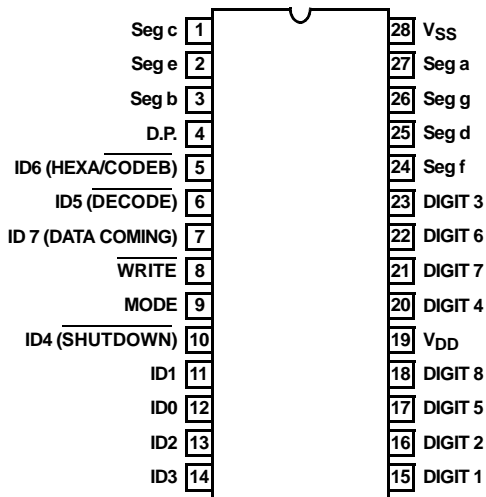 Seg c 1 28 VSS
Seg e 2 27 Seg a
Seg b 3 26 Seg g
D.P. 4 25 Seg d
ID6 (HEXA/CODEB) 5 24 Seg f
ID5 (DECODE) 6 23 DIGIT 3
ID 7 (DATA COMING) 7 22 DIGIT 6
WRITE 8 21 DIGIT 7
MODE 9 20 DIGIT 4
ID4 (SHUTDOWN) 10 19 VDD
ID1 11 18 DIGIT 8
ID0 12 17 DIGIT 5
ID2 13 16 DIGIT 2
ID3 14 15 DIGIT 1